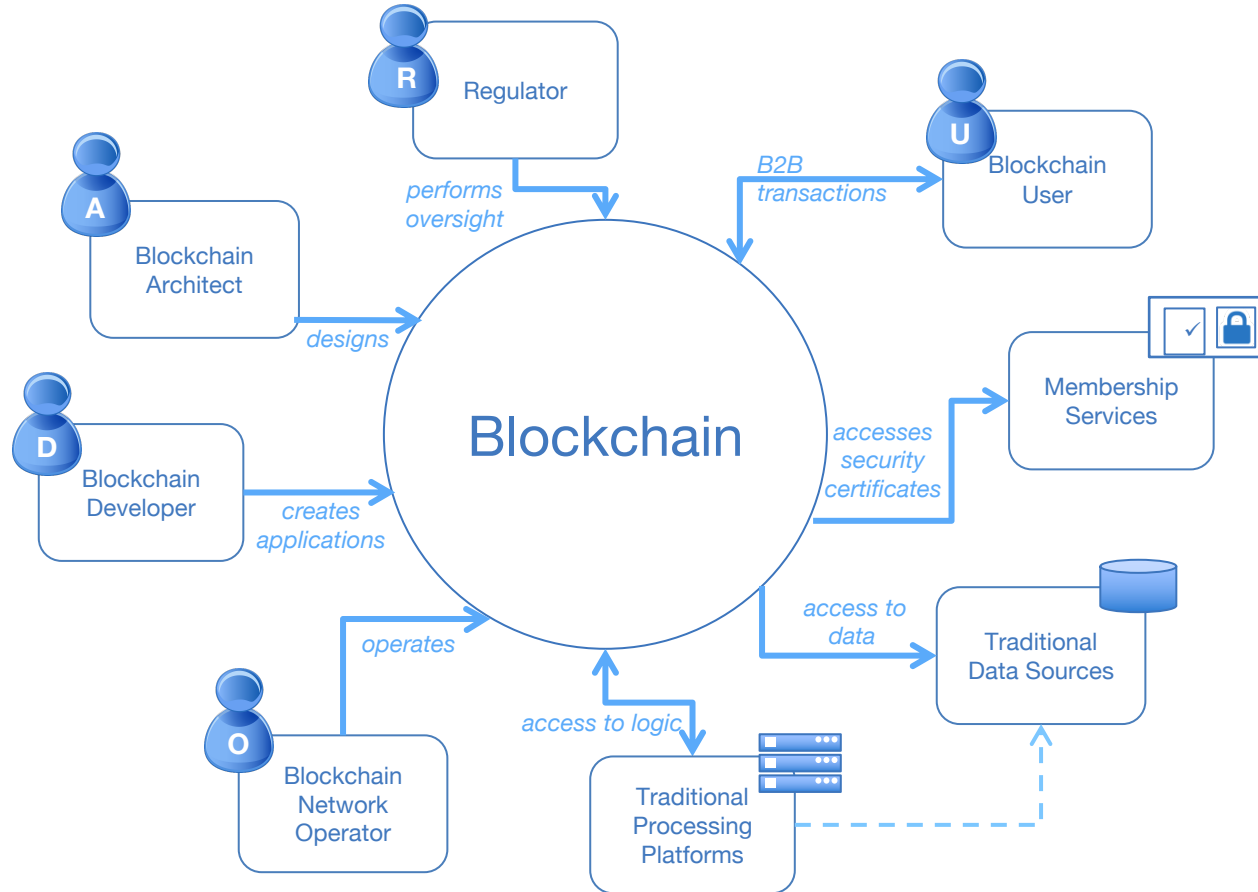 R
Regulator
U
Blockchain
User
B2B
transactions
performs
oversight
A
Blockchain
Architect
designs
Membership
Services
D
Blockchain
Developer
creates
applications
Blockchain
accesses
security
certificates
operates
access to
data
Traditional
Data Sources
O
Blockchain
Network
Operator
access to logic
Traditional
Processing
Platforms